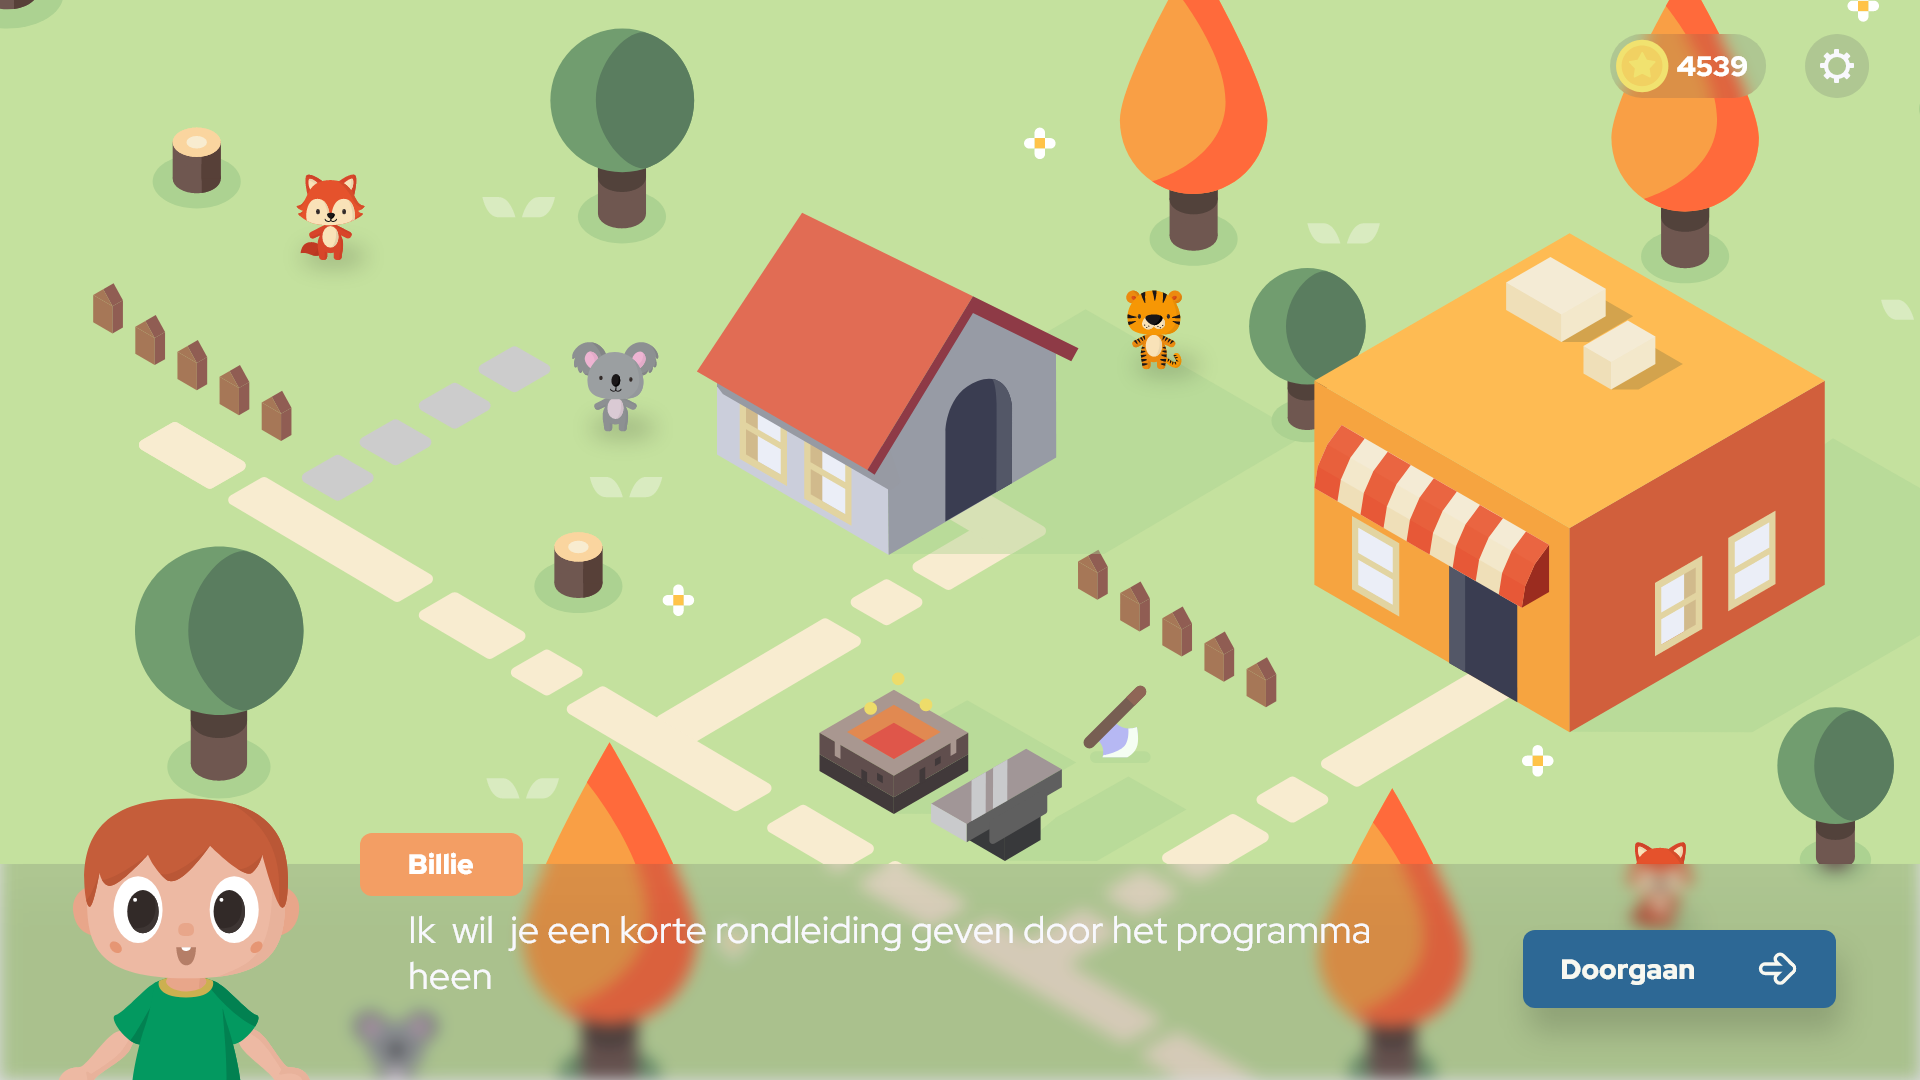 4539
Billie
Ik wil je een korte rondleiding geven door het programma
heen
Doorgaan